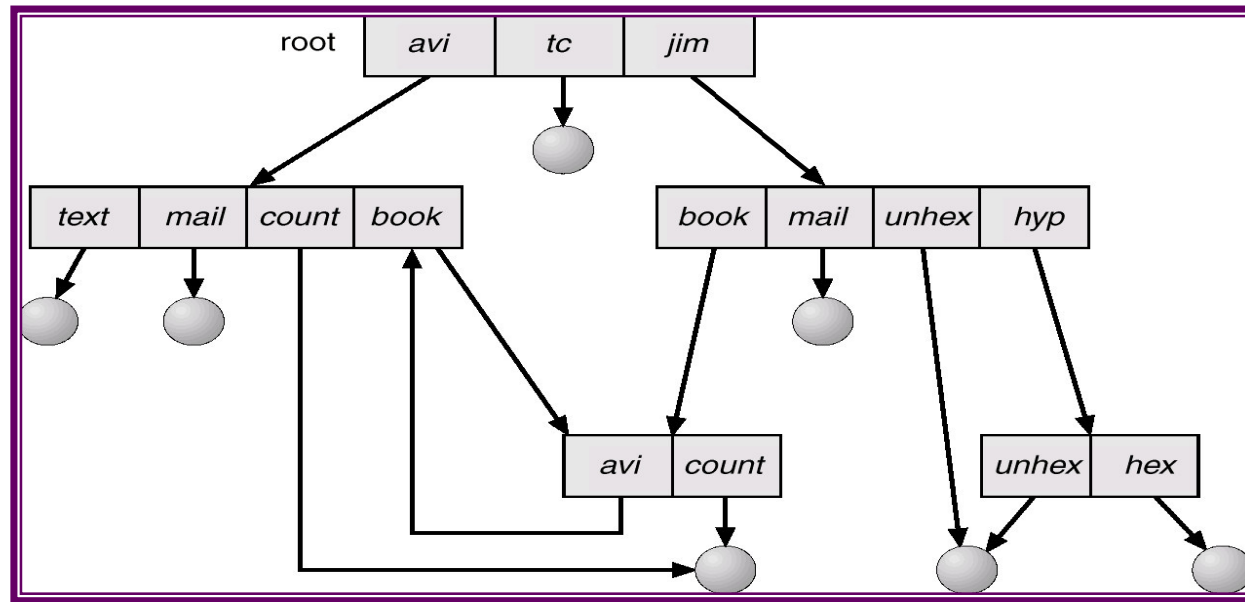 root avi tc jim
text mail count book book mail unhex hyp
avi count unhex hex